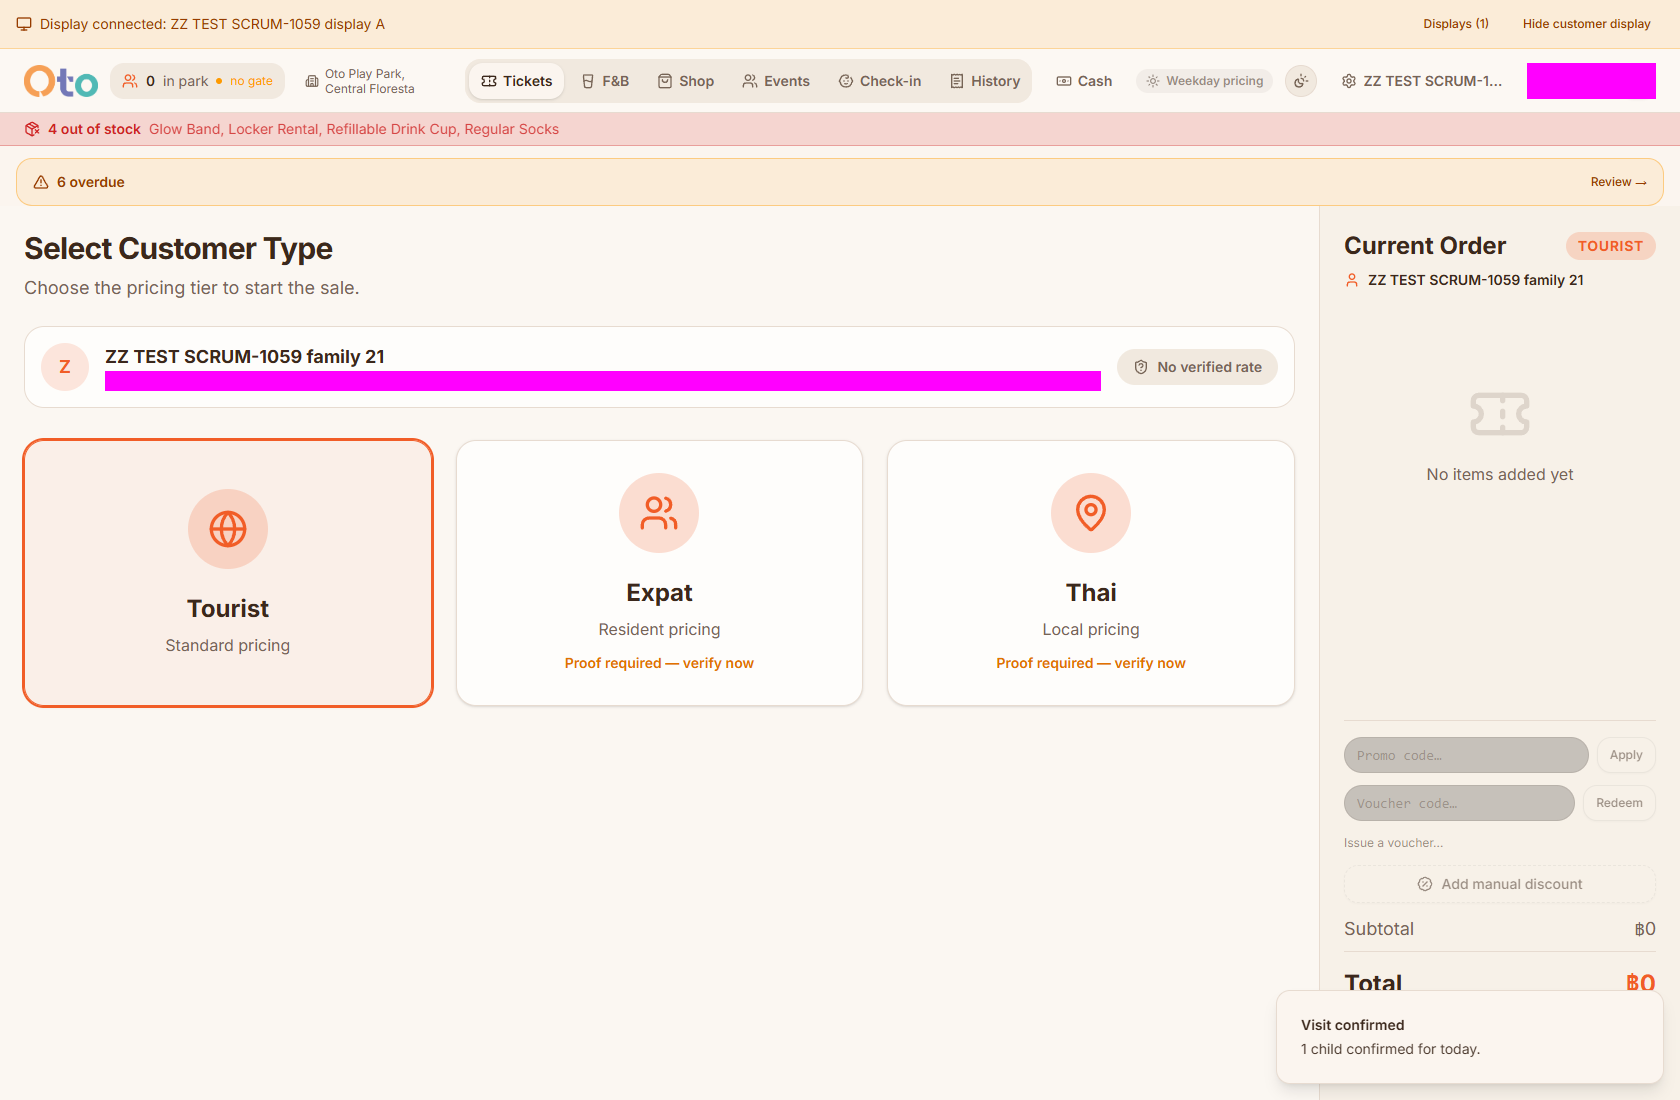 Display connected: ZZ TEST SCRUM-1059 display A
Displays (1)
Hide customer display
Oto
0 in park • no gate
Oto Play Park,
Central Floresta
Tickets
F&B
Shop
Events
Check-in
History
Cash
Weekday pricing
ZZ TEST SCRUM-1...
4 out of stock Glow Band, Locker Rental, Refillable Drink Cup, Regular Socks
6 overdue
Review →
Select Customer Type
Choose the pricing tier to start the sale.
Z
ZZ TEST SCRUM-1059 family 21
No verified rate
Tourist
Standard pricing
Expat
Resident pricing
Proof required — verify now
Thai
Local pricing
Proof required — verify now
Current Order
TOURIST
ZZ TEST SCRUM-1059 family 21
No items added yet
Promo code…
Apply
Voucher code…
Redeem
Issue a voucher…
Add manual discount
Subtotal
฿0
Total
฿0
Visit confirmed
1 child confirmed for today.